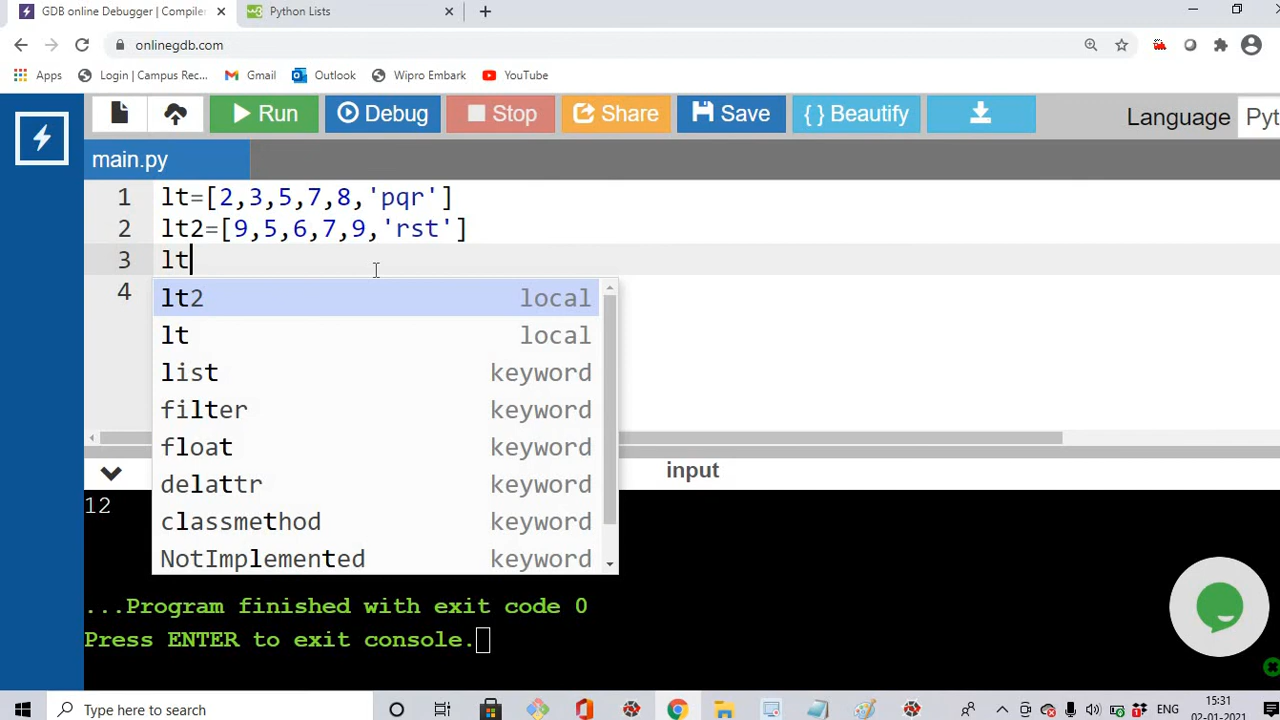 GDB online Debugger | Compiler
Python Lists
onlinegdb.com
Apps
Login | Campus Rec...
Gmail
Outlook
Wipro Embark
YouTube
Run
Debug
Stop
Share
Save
{ } Beautify
Language
Pyt
main.py
1 lt=[2,3,5,7,8,'pqr']
2 lt2=[9,5,6,7,9,'rst']
3 lt
4
lt2 local
lt local
list keyword
filter keyword
float keyword
delattr keyword
classmethod keyword
NotImplemented keyword
input
12
...Program finished with exit code 0
Press ENTER to exit console.
Type here to search
ENG
15:31
02-01-2021